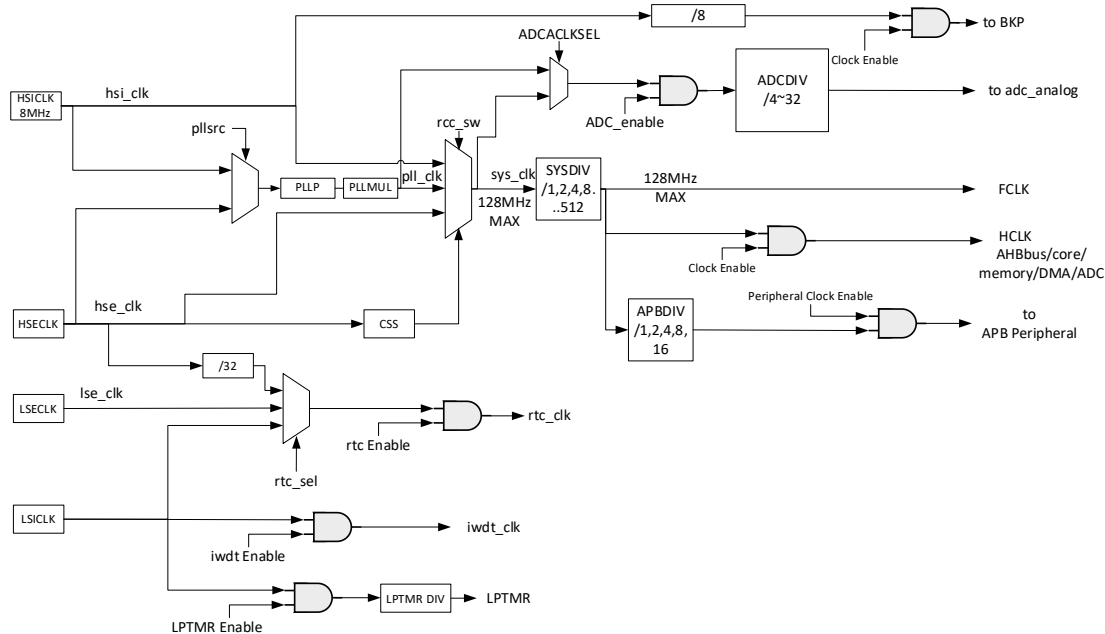 /8
to BKP
Clock Enable
ADCACLKSEL
HSICLK
8MHz
hsi_clk
ADCDIV
/4~32
to adc_analog
ADC_enable
pllsrc
rcc_sw
PLLP
PLLMUL
pll_clk
sys_clk
128MHz
MAX
SYSDIV
/1,2,4,8.
..512
128MHz
MAX
FCLK
HCLK
AHBbus/core/
memory/DMA/ADC
Clock Enable
HSECLK
hse_clk
CSS
APBDIV
/1,2,4,8,
16
Peripheral Clock Enable
to
APB Peripheral
/32
LSECLK
lse_clk
rtc Enable
rtc_clk
rtc_sel
LSICLK
iwdt Enable
iwdt_clk
LPTMR DIV
LPTMR
LPTMR Enable